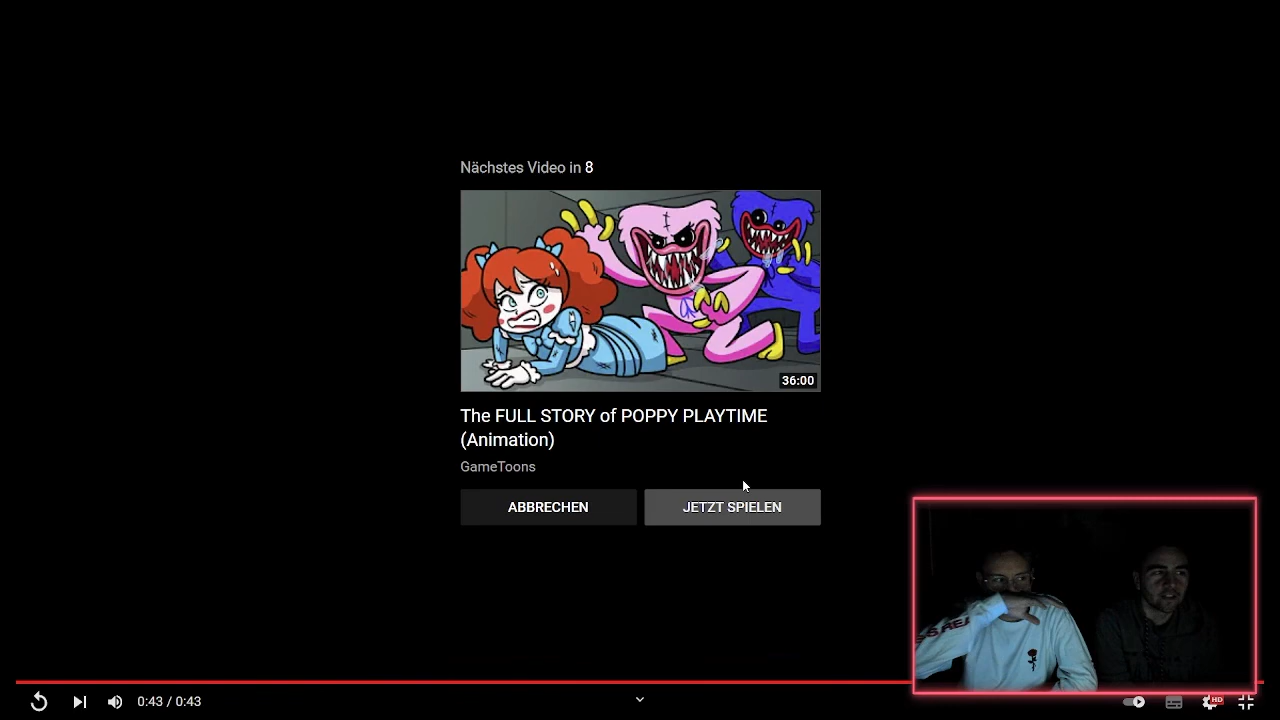 Nächstes Video in 8
36:00
The FULL STORY of POPPY PLAYTIME
(Animation)
GameToons
ABBRECHEN
JETZT SPIELEN
0:43 / 0:43
HD